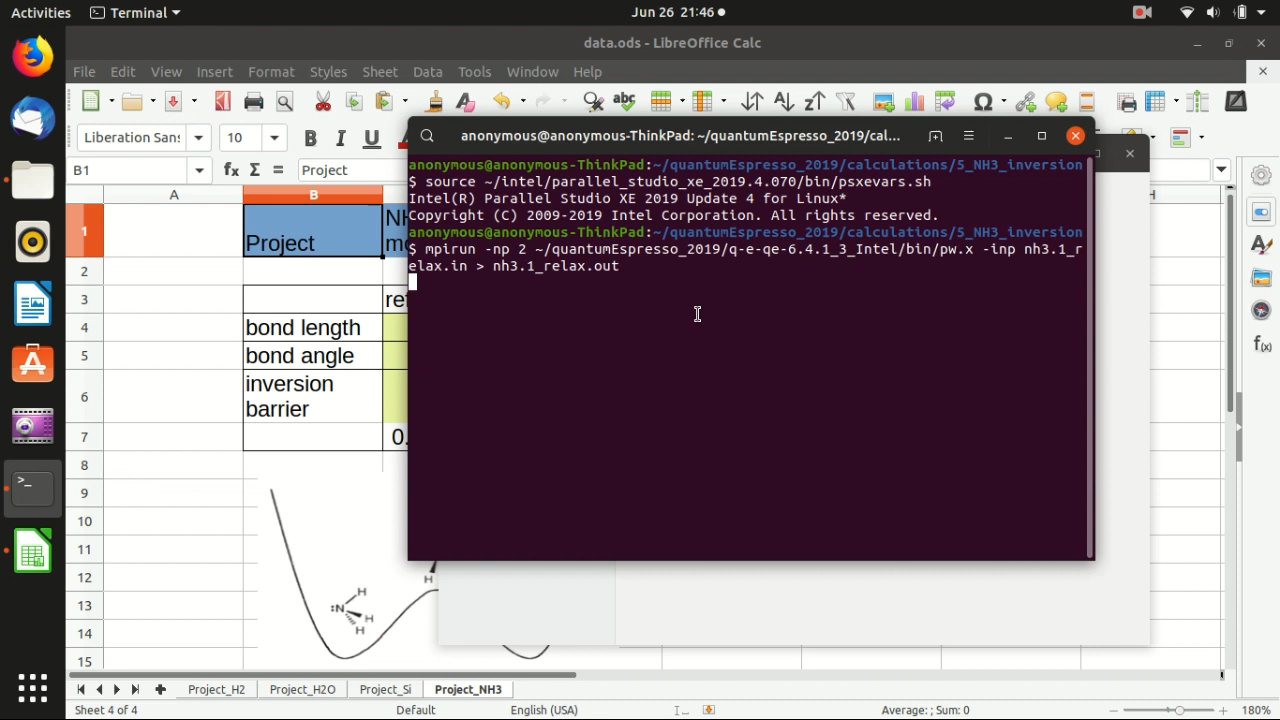 Activities
Terminal
Jun 26 21:46
data.ods - LibreOffice Calc
File Edit View Insert Format Styles Sheet Data Tools Window Help
Liberation Sans
10
B1
Project
anonymous@anonymous-ThinkPad: ~/quantumEspresso_2019/cal...
anonymous@anonymous-ThinkPad:~/quantumEspresso_2019/calculations/5_NH3_inversion
$ source ~/intel/parallel_studio_xe_2019.4.070/bin/psxevars.sh
Intel(R) Parallel Studio XE 2019 Update 4 for Linux*
Copyright (C) 2009-2019 Intel Corporation. All rights reserved.
anonymous@anonymous-ThinkPad:~/quantumEspresso_2019/calculations/5_NH3_inversion
$ mpirun -np 2 ~/quantumEspresso_2019/q-e-qe-6.4.1_3_Intel/bin/pw.x -inp nh3.1_r
elax.in > nh3.1_relax.out
A
B
H
1
Project
2
3
4 bond length
5 bond angle
6 inversion
barrier
7 0.
8
9
10
11
12
13
14
15
H
:N
H
H
H
Project_H2 Project_H2O Project_Si Project_NH3
Sheet 4 of 4
Default
English (USA)
Average: ; Sum: 0
180%